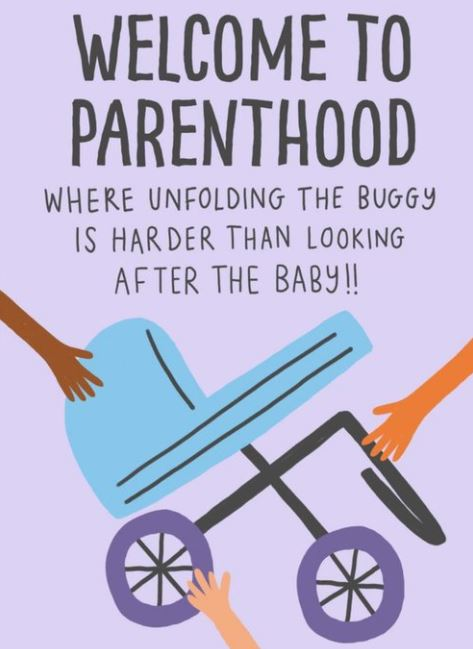 WELCOME TO
PARENTHOOD
WHERE UNFOLDING THE BUGGY
IS HARDER THAN LOOKING
AFTER THE BABY!!